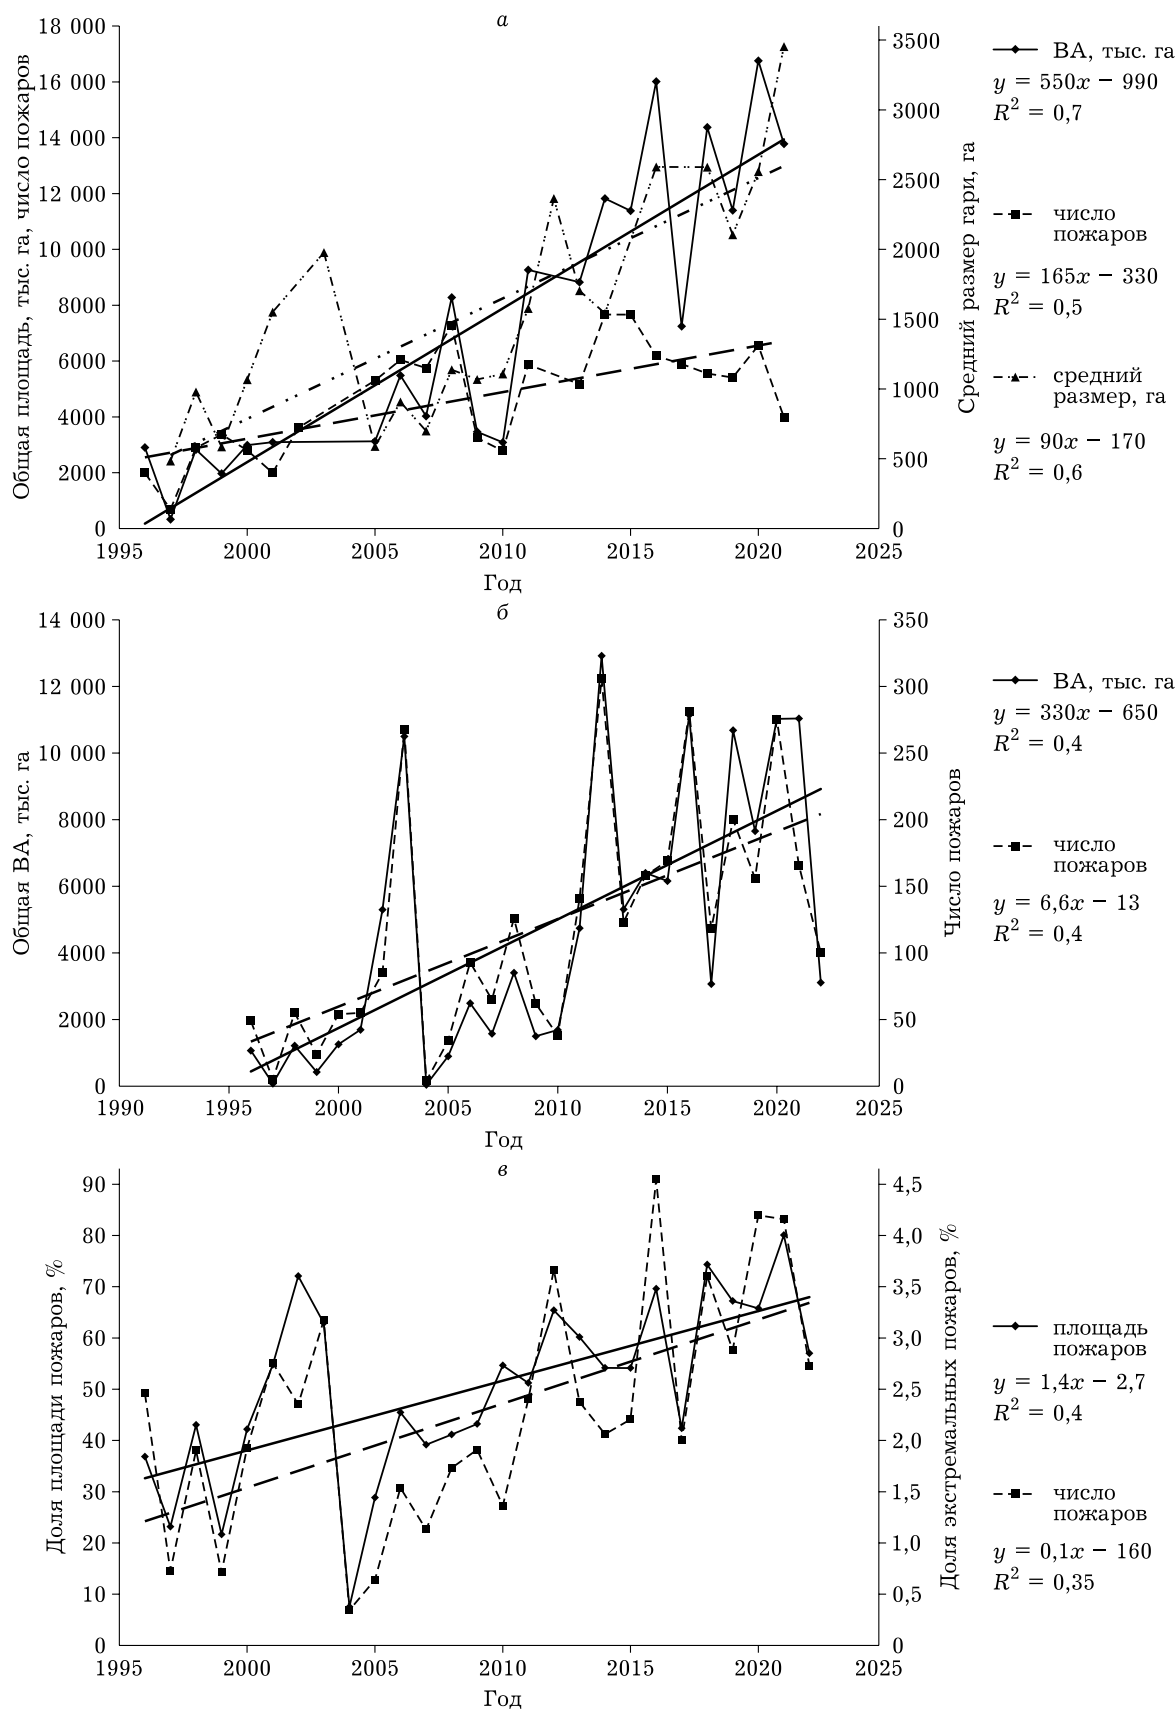 а
18 000
16 000
14 000
12 000
10 000
8000
6000
4000
2000
0
Общая площадь, тыс. га, число пожаров
3500
3000
2500
2000
1500
1000
500
0
Средний размер гари, га
1995
2000
2005
2010
2015
2020
2025
Год
BA, тыс. га
y = 550x − 990
R² = 0,7
число
пожаров
y = 165x − 330
R² = 0,5
средний
размер, га
y = 90x − 170
R² = 0,6
б
14 000
12 000
10 000
8000
6000
4000
2000
0
Общая BA, тыс. га
350
300
250
200
150
100
50
0
Число пожаров
1990
1995
2000
2005
2010
2015
2020
2025
Год
BA, тыс. га
y = 330x − 650
R² = 0,4
число
пожаров
y = 6,6x − 13
R² = 0,4
в
90
80
70
60
50
40
30
20
10
0
Доля площади пожаров, %
4,5
4,0
3,5
3,0
2,5
2,0
1,5
1,0
0,5
0
Доля экстремальных пожаров, %
1995
2000
2005
2010
2015
2020
2025
Год
площадь
пожаров
y = 1,4x − 2,7
R² = 0,4
число
пожаров
y = 0,1x − 160
R² = 0,35